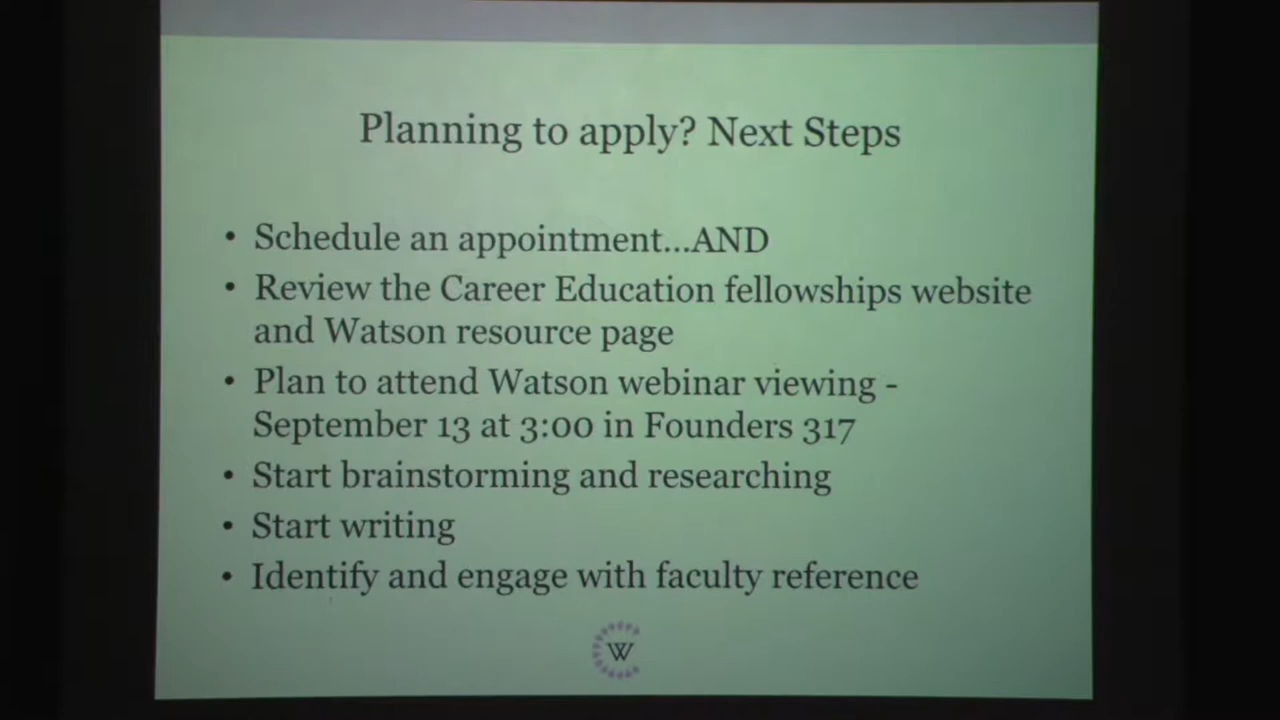 Planning to apply? Next Steps
• Schedule an appointment...AND
• Review the Career Education fellowships website
and Watson resource page
• Plan to attend Watson webinar viewing -
September 13 at 3:00 in Founders 317
• Start brainstorming and researching
• Start writing
• Identify and engage with faculty reference
W